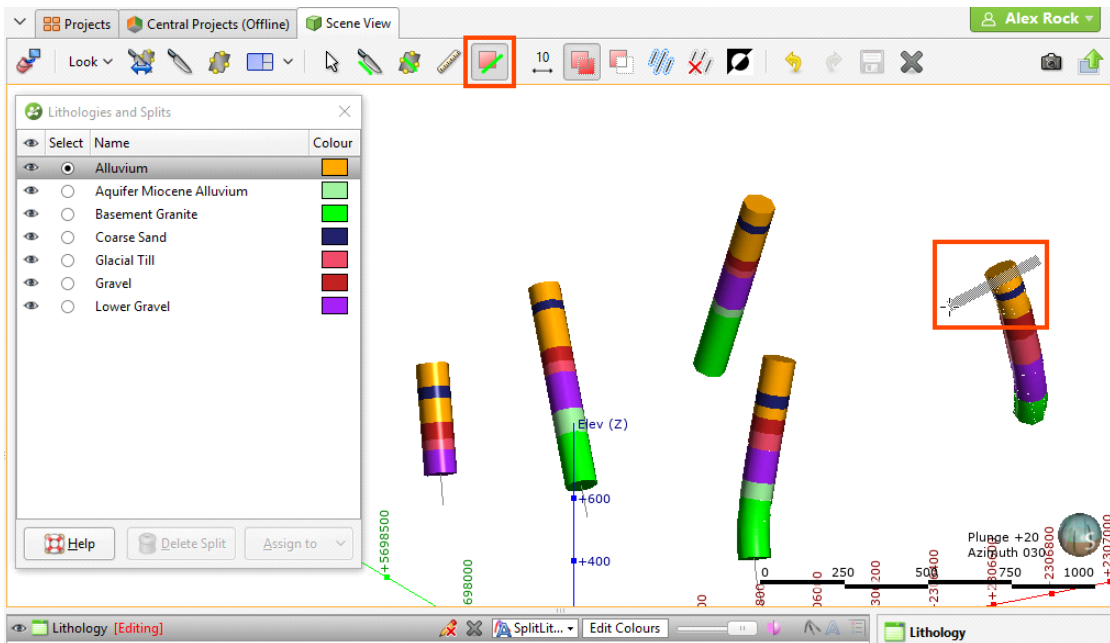 Projects
Central Projects (Offline)
Scene View
Alex Rock
Look
10
Lithologies and Splits
Select Name Colour
Alluvium
Aquifer Miocene Alluvium
Basement Granite
Coarse Sand
Glacial Till
Gravel
Lower Gravel
Help
Delete Split
Assign to
Elev (Z)
+600
+400
+5698500
698000
Plunge +20
Azimuth 030
0 250 500 750 1000
2306800
+2307000
Lithology [Editing]
SplitLit...
Edit Colours
Lithology